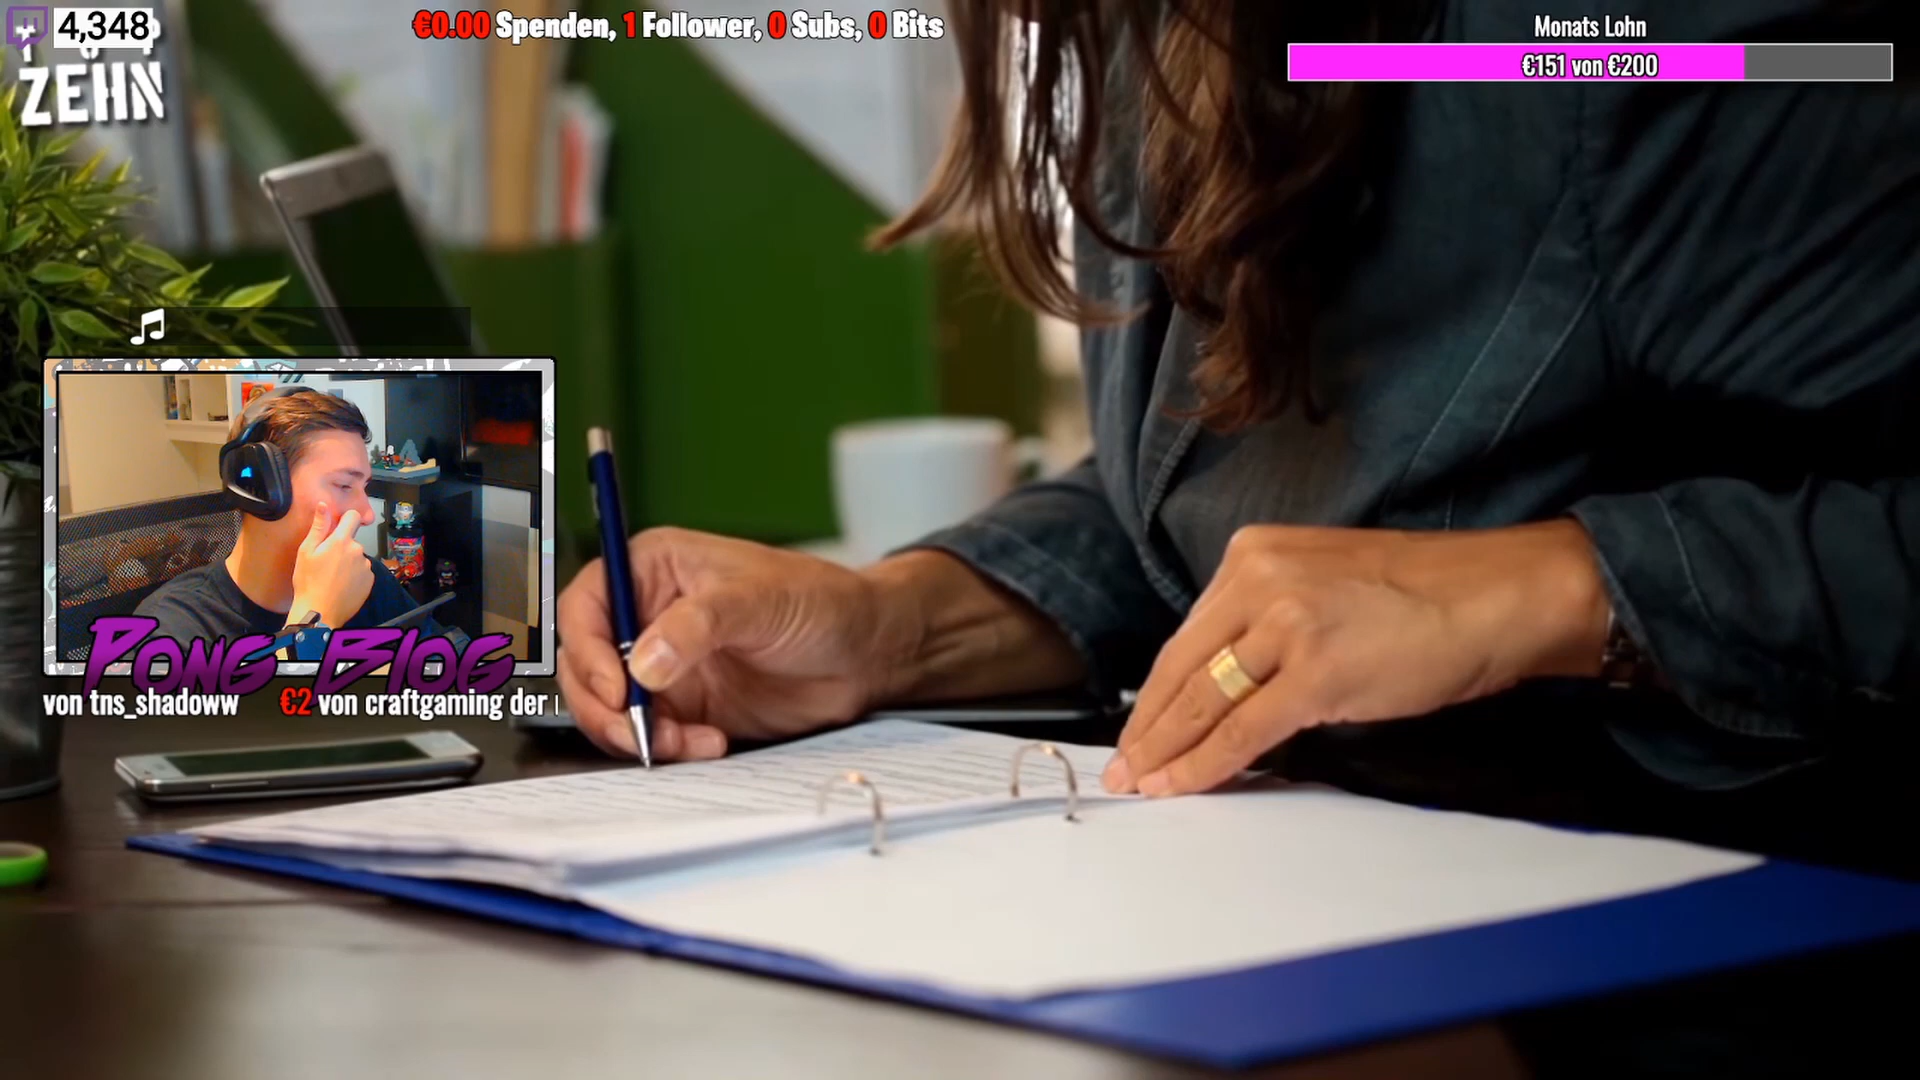 4,348
TOP
ZEHN
€0.00 Spenden, 1 Follower, 0 Subs, 0 Bits
Monats Lohn
€151 von €200
PONG BLOG
von tns_shadoww €2 von craftgaming der